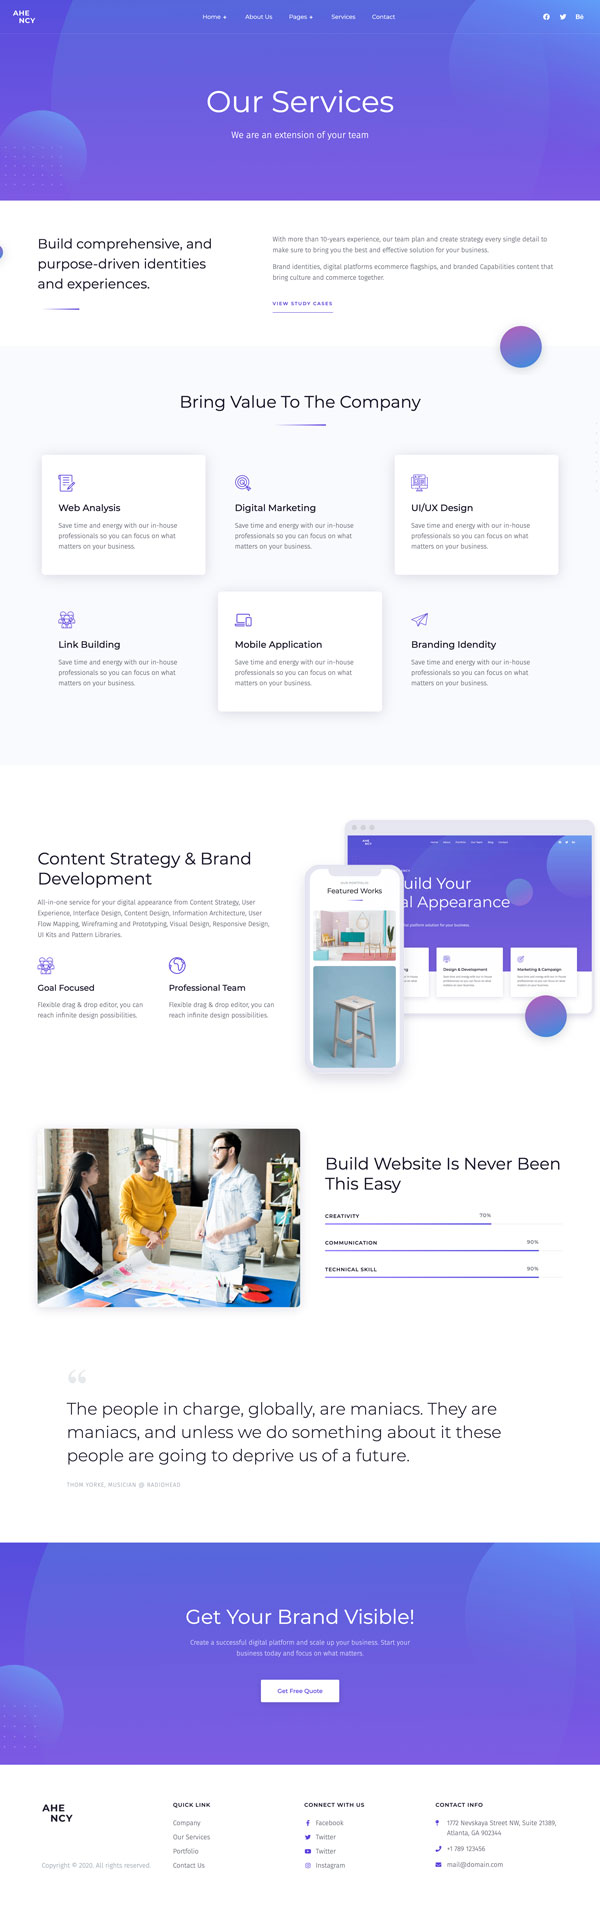 AHE
NCY
Home +
About Us
Pages +
Services
Contact
Bē
Our Services
We are an extension of your team
Build comprehensive, and
purpose-driven identities
and experiences.
With more than 10-years experience, our team plan and create strategy every single detail to
make sure to bring you the best and effective solution for your business.
Brand identities, digital platforms ecommerce flagships, and branded Capabilities content that
bring culture and commerce together.
VIEW STUDY CASES
Bring Value To The Company
Web Analysis
Save time and energy with our in-house
professionals so you can focus on what
matters on your business.
Digital Marketing
Save time and energy with our in-house
professionals so you can focus on what
matters on your business.
UI/UX Design
Save time and energy with our in-house
professionals so you can focus on what
matters on your business.
Link Building
Save time and energy with our in-house
professionals so you can focus on what
matters on your business.
Mobile Application
Save time and energy with our in-house
professionals so you can focus on what
matters on your business.
Branding Idendity
Save time and energy with our in-house
professionals so you can focus on what
matters on your business.
Content Strategy & Brand
Development
All-in-one service for your digital appearance from Content Strategy, User
Experience, Interface Design, Content Design, Information Architecture, User
Flow Mapping, Wireframing and Prototyping, Visual Design, Responsive Design,
UI Kits and Pattern Libraries.
Goal Focused
Flexible drag & drop editor, you can
reach infinite design possibilities.
Professional Team
Flexible drag & drop editor, you can
reach infinite design possibilities.
Featured Works
uild Your
al Appearance
Design & Development
Marketing & Campaign
Build Website Is Never Been
This Easy
CREATIVITY
70%
COMMUNICATION
90%
TECHNICAL SKILL
90%
“
The people in charge, globally, are maniacs. They are
maniacs, and unless we do something about it these
people are going to deprive us of a future.
THOM YORKE, MUSICIAN @ RADIOHEAD
Get Your Brand Visible!
Create a successful digital platform and scale up your business. Start your
business today and focus on what matters.
Get Free Quote
AHE
NCY
Copyright © 2020. All rights reserved.
QUICK LINK
Company
Our Services
Portfolio
Contact Us
CONNECT WITH US
Facebook
Twitter
Twitter
Instagram
CONTACT INFO
1772 Nevskaya Street NW, Suite 21389,
Atlanta, GA 902344
+1 789 123456
mail@domain.com